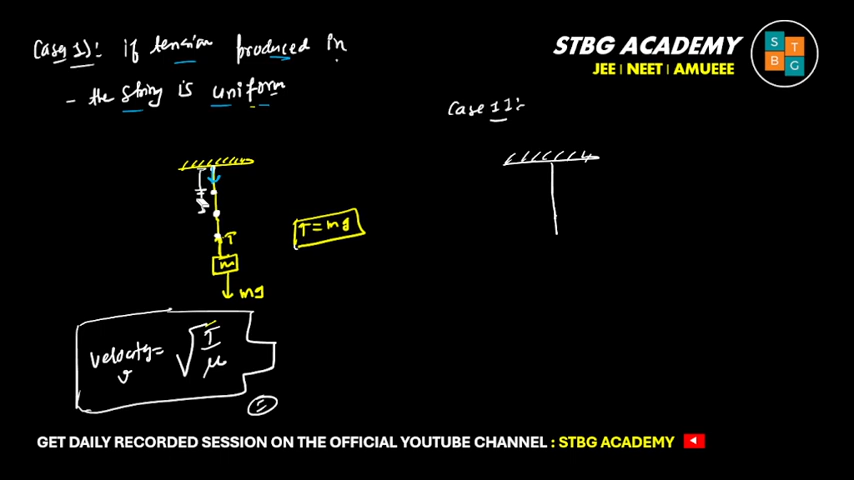 Case 1): if tension produced in
- the string is uniform
STBG ACADEMY
JEE | NEET | AMUEEE
S T
B G
Case 11):
T
T = mg
m
mg
velocity = √T/μ
v
GET DAILY RECORDED SESSION ON THE OFFICIAL YOUTUBE CHANNEL : STBG ACADEMY